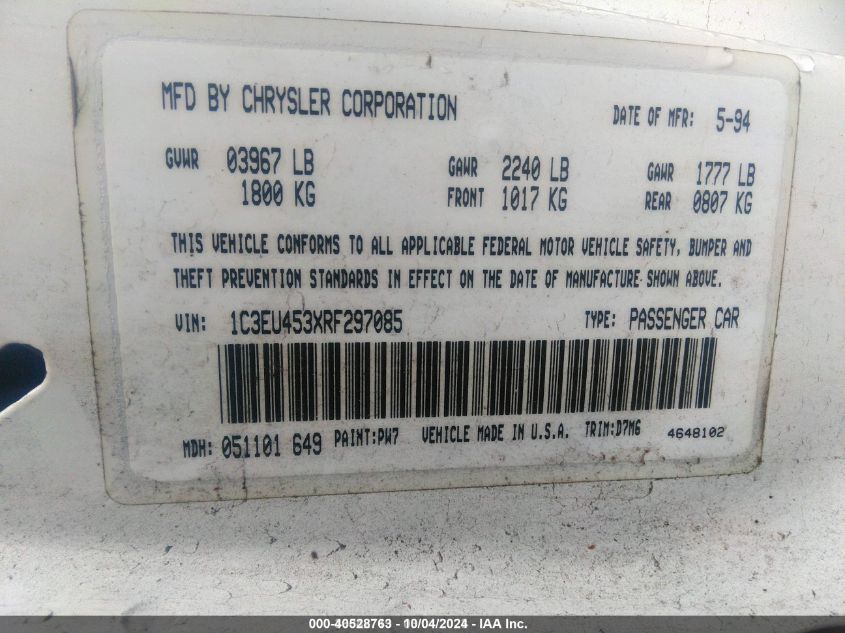 MFD BY CHRYSLER CORPORATION DATE OF MFR: 5-94
GVWR 03967 LB GAWR 2240 LB GAWR 1777 LB
1800 KG FRONT 1017 KG REAR 0807 KG
THIS VEHICLE CONFORMS TO ALL APPLICABLE FEDERAL MOTOR VEHICLE SAFETY, BUMPER AND
THEFT PREVENTION STANDARDS IN EFFECT ON THE DATE OF MANUFACTURE SHOWN ABOVE.
VIN: 1C3EU453XRF297085 TYPE: PASSENGER CAR
MDH: 051101 649 PAINT:PW7 VEHICLE MADE IN U.S.A. TRIM:D7M6 4648102
000-40528763 - 10/04/2024 - IAA Inc.